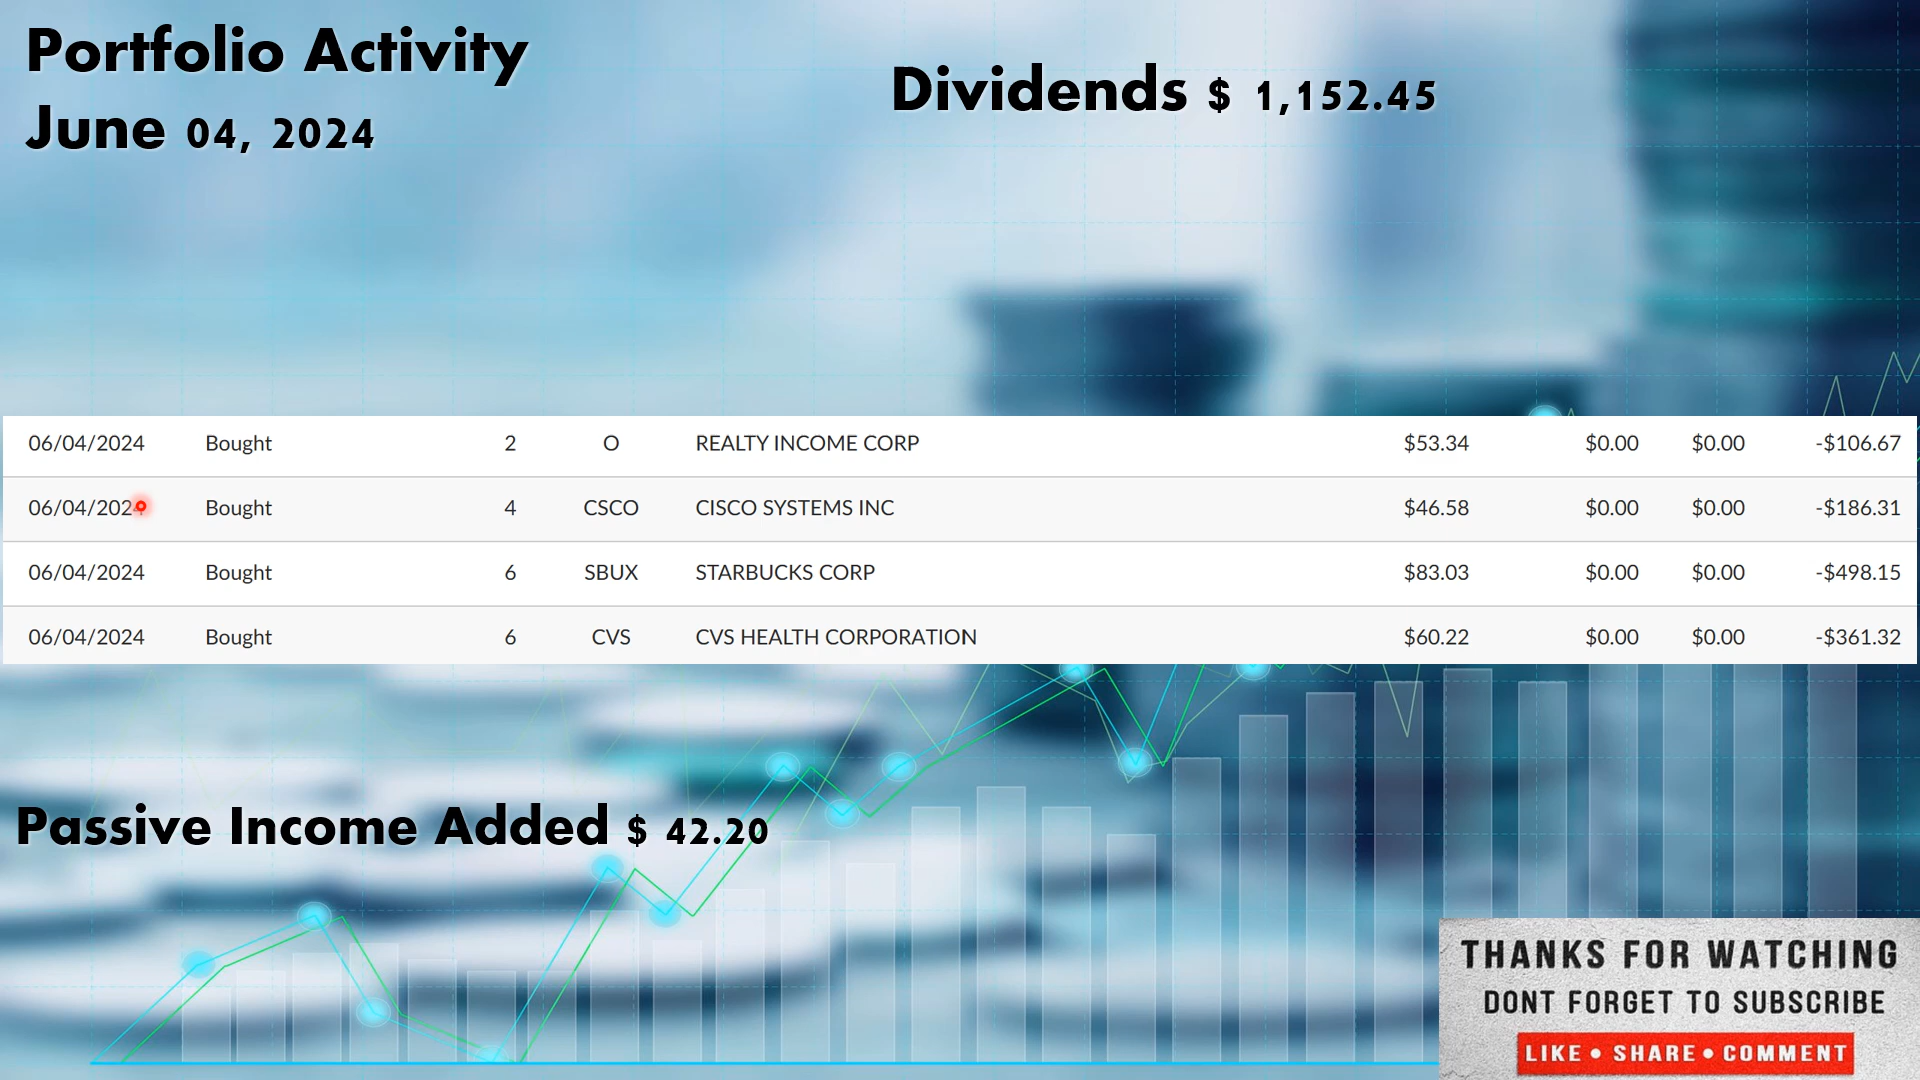 Portfolio Activity
June 04, 2024
Dividends $ 1,152.45
06/04/2024 Bought 2 O REALTY INCOME CORP $53.34 $0.00 $0.00 -$106.67
06/04/2024 Bought 4 CSCO CISCO SYSTEMS INC $46.58 $0.00 $0.00 -$186.31
06/04/2024 Bought 6 SBUX STARBUCKS CORP $83.03 $0.00 $0.00 -$498.15
06/04/2024 Bought 6 CVS CVS HEALTH CORPORATION $60.22 $0.00 $0.00 -$361.32
Passive Income Added $ 42.20
THANKS FOR WATCHING
DONT FORGET TO SUBSCRIBE
LIKE • SHARE • COMMENT